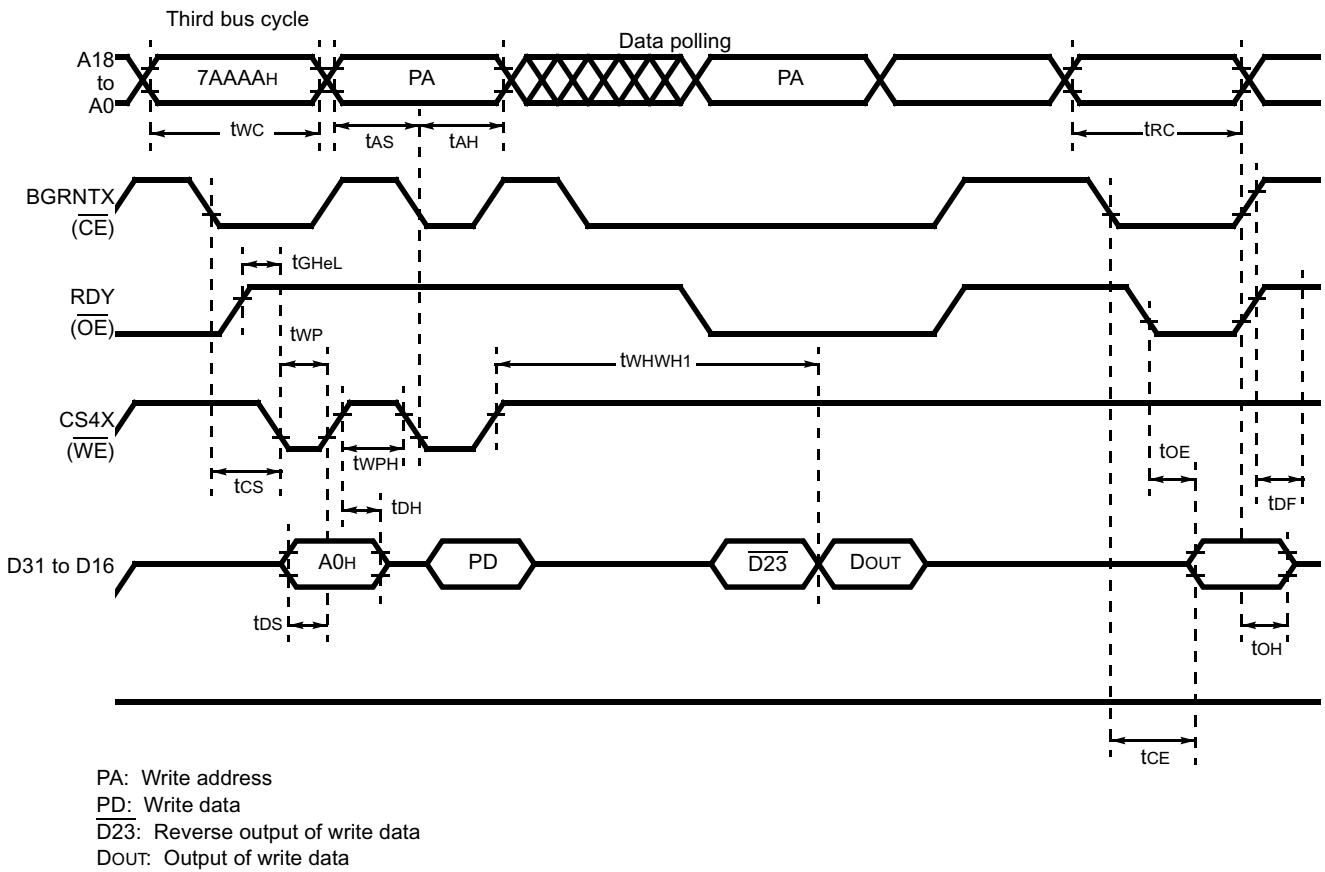 Third bus cycle
Data polling
A18
to
A0
7AAAAH
PA
PA
tWC
tAS
tAH
tRC
BGRNTX
(CE)
tGHeL
RDY
(OE)
tWP
tWHWH1
CS4X
(WE)
tWPH
tOE
tCS
tDH
tDF
D31 to D16
A0H
PD
D23
DOUT
tDS
tOH
tCE
PA: Write address
PD: Write data
D23: Reverse output of write data
DOUT: Output of write data